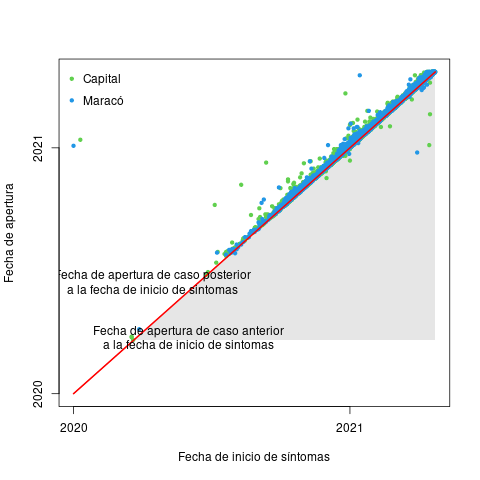 Capital
Maracó
2021
Fecha de apertura
fecha de apertura de caso posterior
a la fecha de inicio de síntomas
Fecha de apertura de caso anterior
a la fecha de inicio de síntomas
2020
2020
2021
Fecha de inicio de síntomas